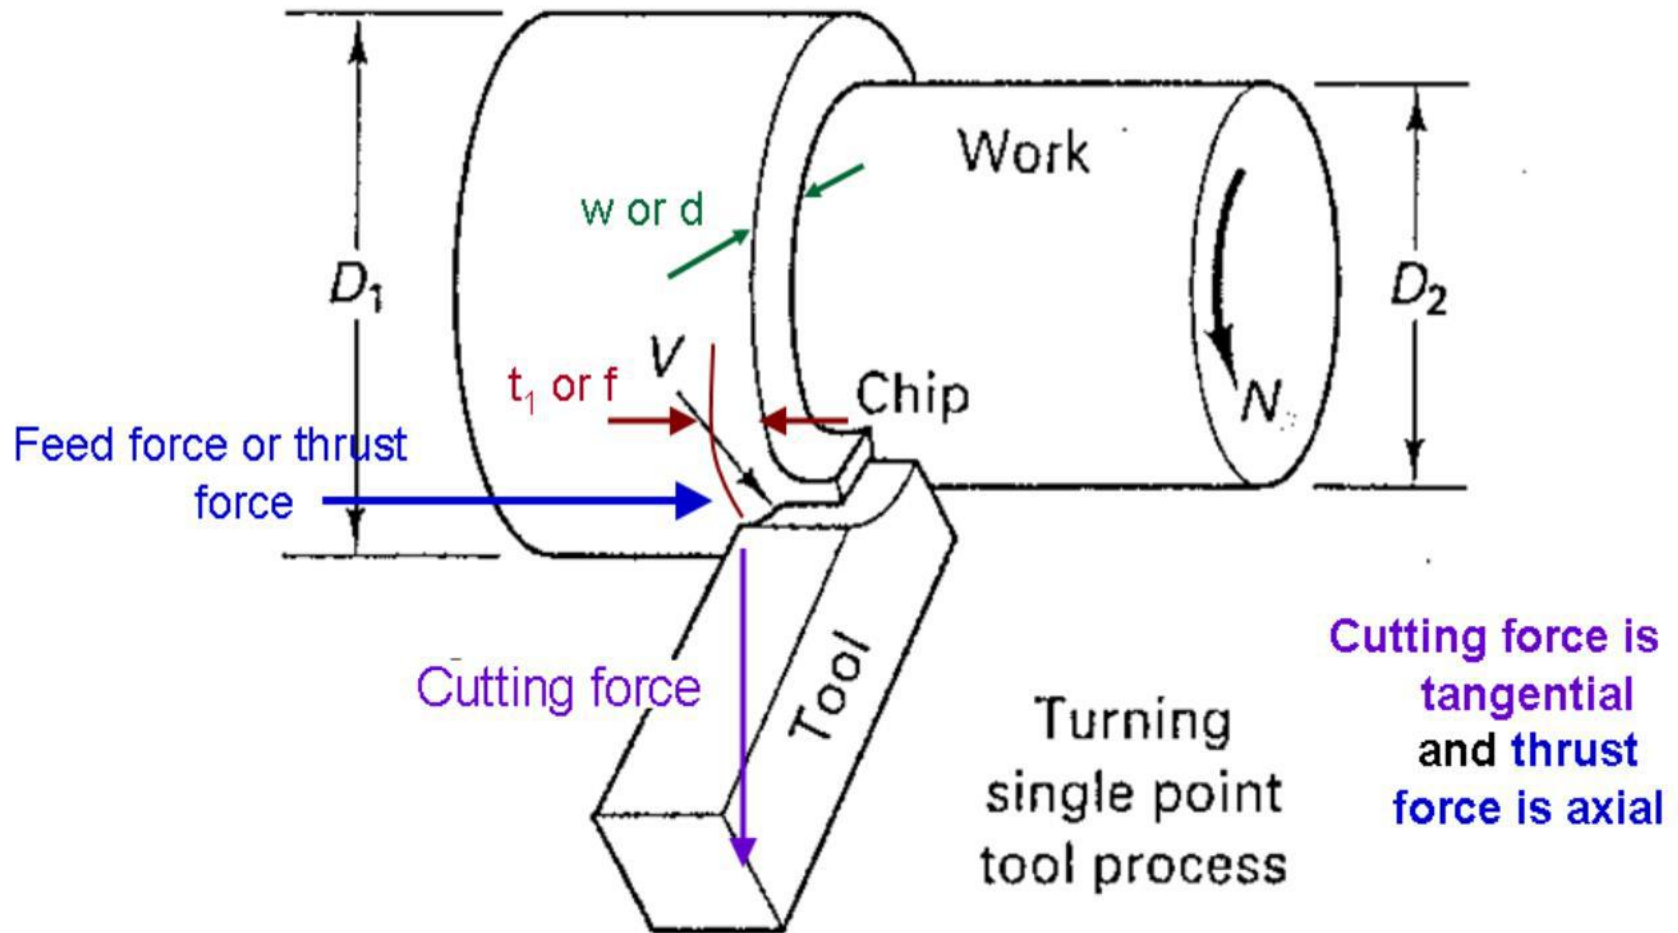 Work
w or d
D₁
D₂
V
t₁ or f
Chip
N
Feed force or thrust
force
Cutting force
Tool
Turning
single point
tool process
Cutting force is
tangential
and thrust
force is axial